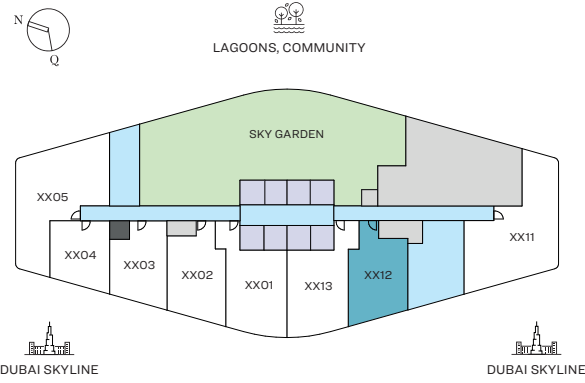 N
Q
LAGOONS, COMMUNITY
SKY GARDEN
XX05
XX04
XX03
XX02
XX01
XX13
XX12
XX11
DUBAI SKYLINE
DUBAI SKYLINE